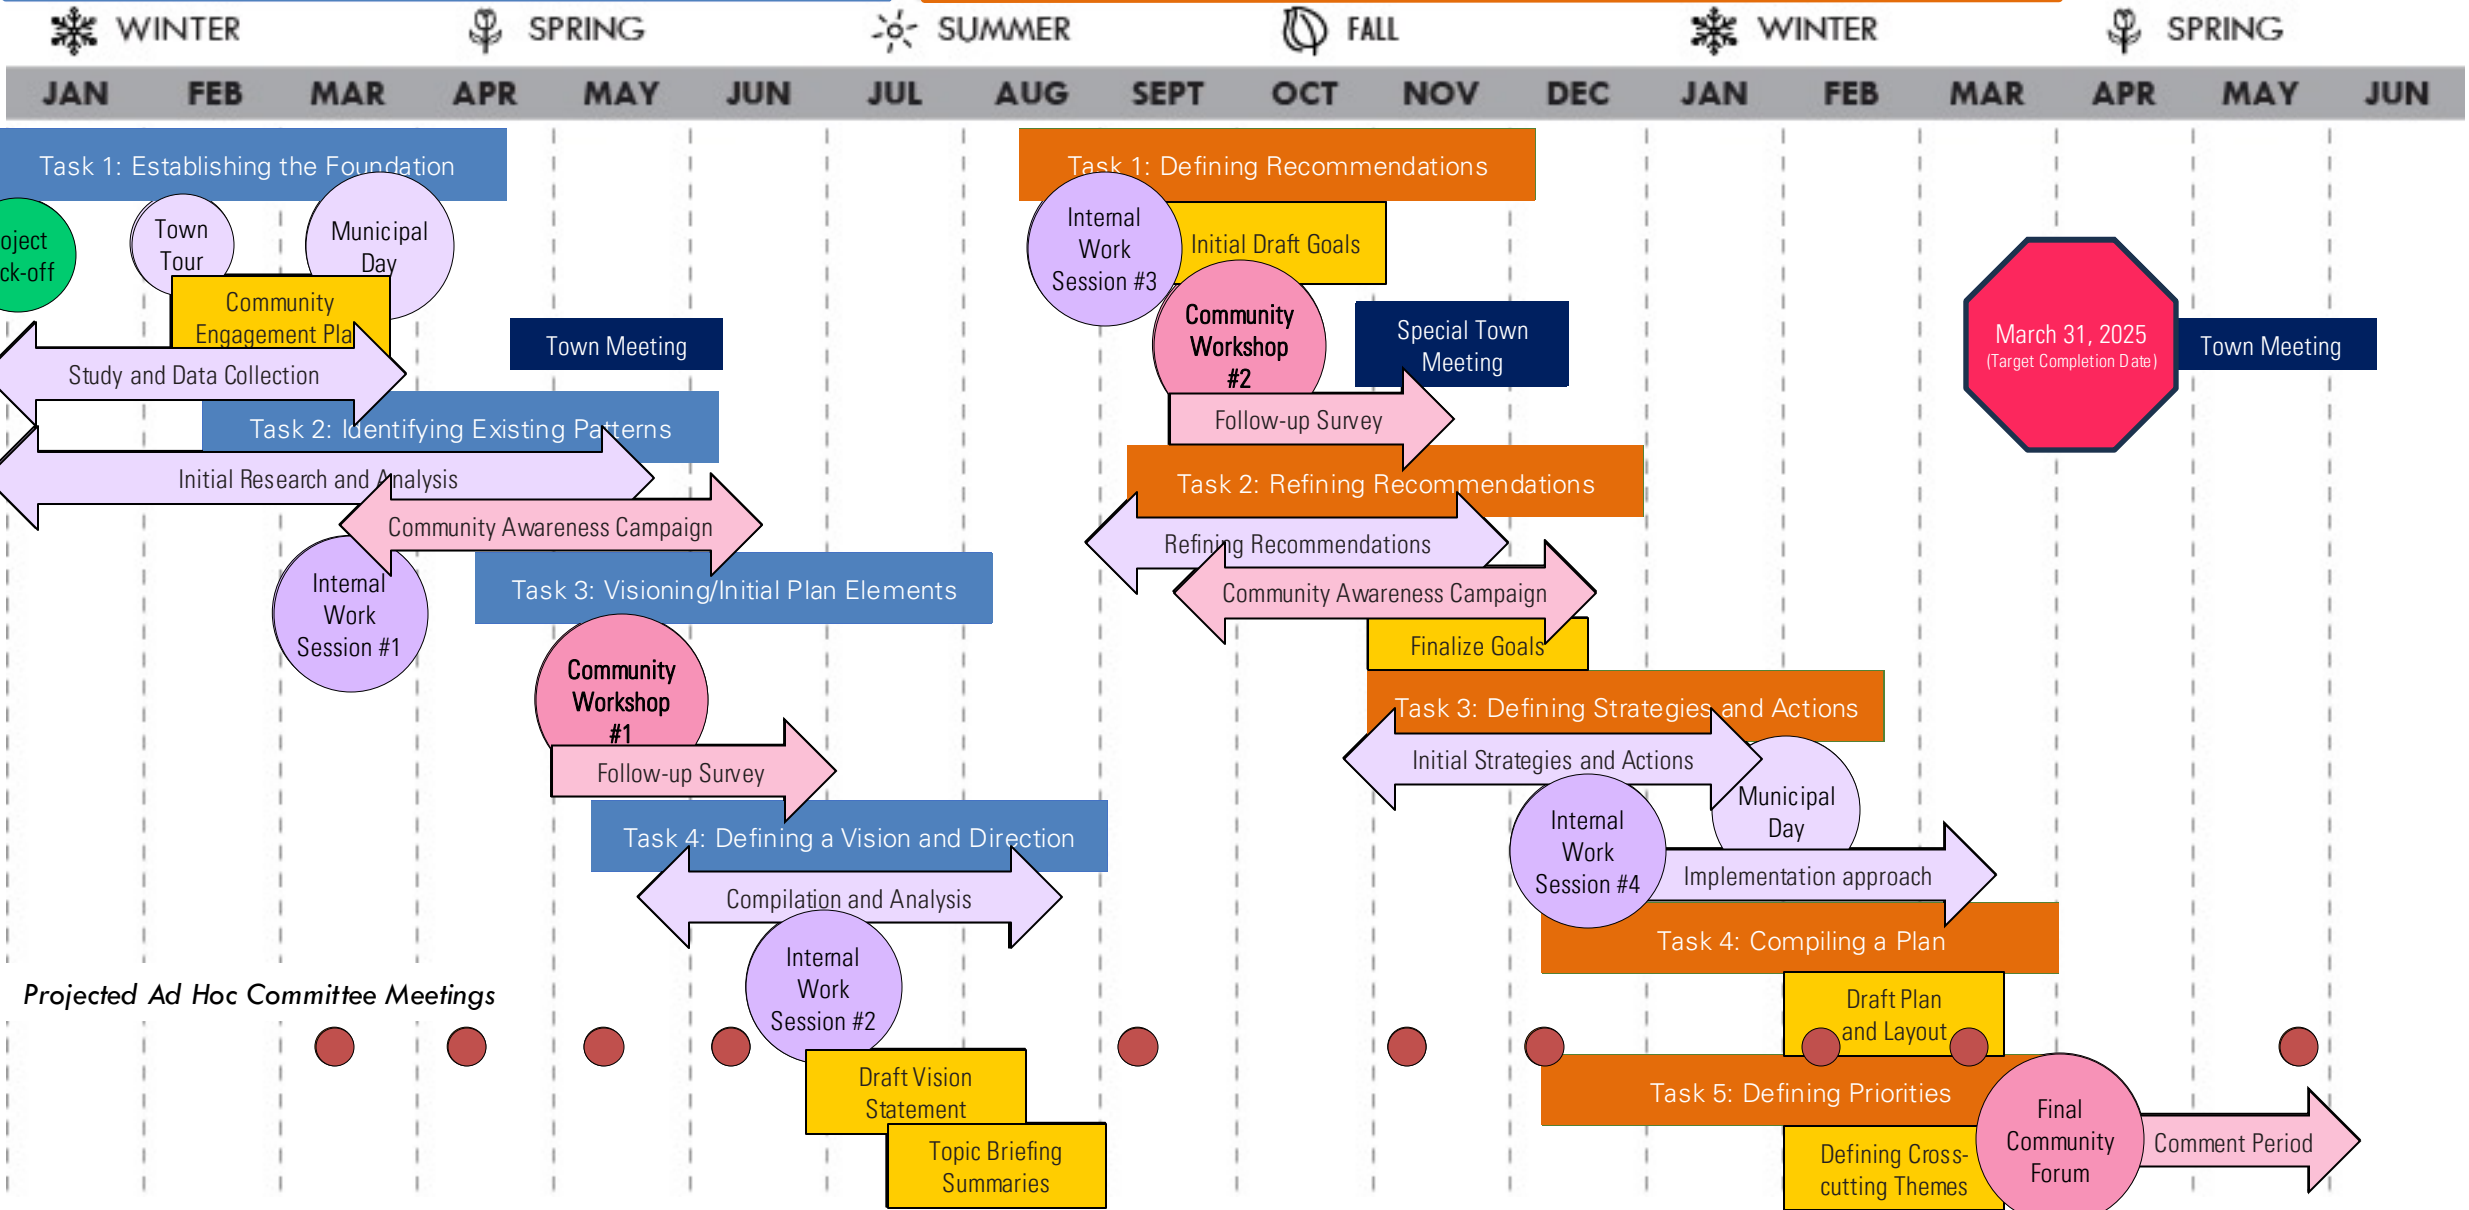 WINTER
SPRING
SUMMER
FALL
WINTER
SPRING
JAN
FEB
MAR
APR
MAY
JUN
JUL
AUG
SEPT
OCT
NOV
DEC
JAN
FEB
MAR
APR
MAY
JUN
Task 1: Establishing the Foundation
oject
ck-off
Town
Tour
Municipal
Day
Community
Engagement Pla
Study and Data Collection
Town Meeting
Task 2: Identifying Existing Patterns
Initial Research and Analysis
Community Awareness Campaign
Internal
Work
Session #1
Task 3: Visioning/Initial Plan Elements
Community
Workshop
#1
Follow-up Survey
Task 4: Defining a Vision and Direction
Compilation and Analysis
Internal
Work
Session #2
Draft Vision
Statement
Topic Briefing
Summaries
Task 1: Defining Recommendations
Internal
Work
Session #3
Initial Draft Goals
Community
Workshop
#2
Special Town
Meeting
Follow-up Survey
Task 2: Refining Recommendations
Refining Recommendations
Community Awareness Campaign
Finalize Goals
Task 3: Defining Strategies and Actions
Initial Strategies and Actions
Municipal
Day
Internal
Work
Session #4
Implementation approach
Task 4: Compiling a Plan
Draft Plan
and Layout
Task 5: Defining Priorities
Defining Cross-
cutting Themes
Final
Community
Forum
Comment Period
March 31, 2025
(Target Completion Date)
Town Meeting
Projected Ad Hoc Committee Meetings